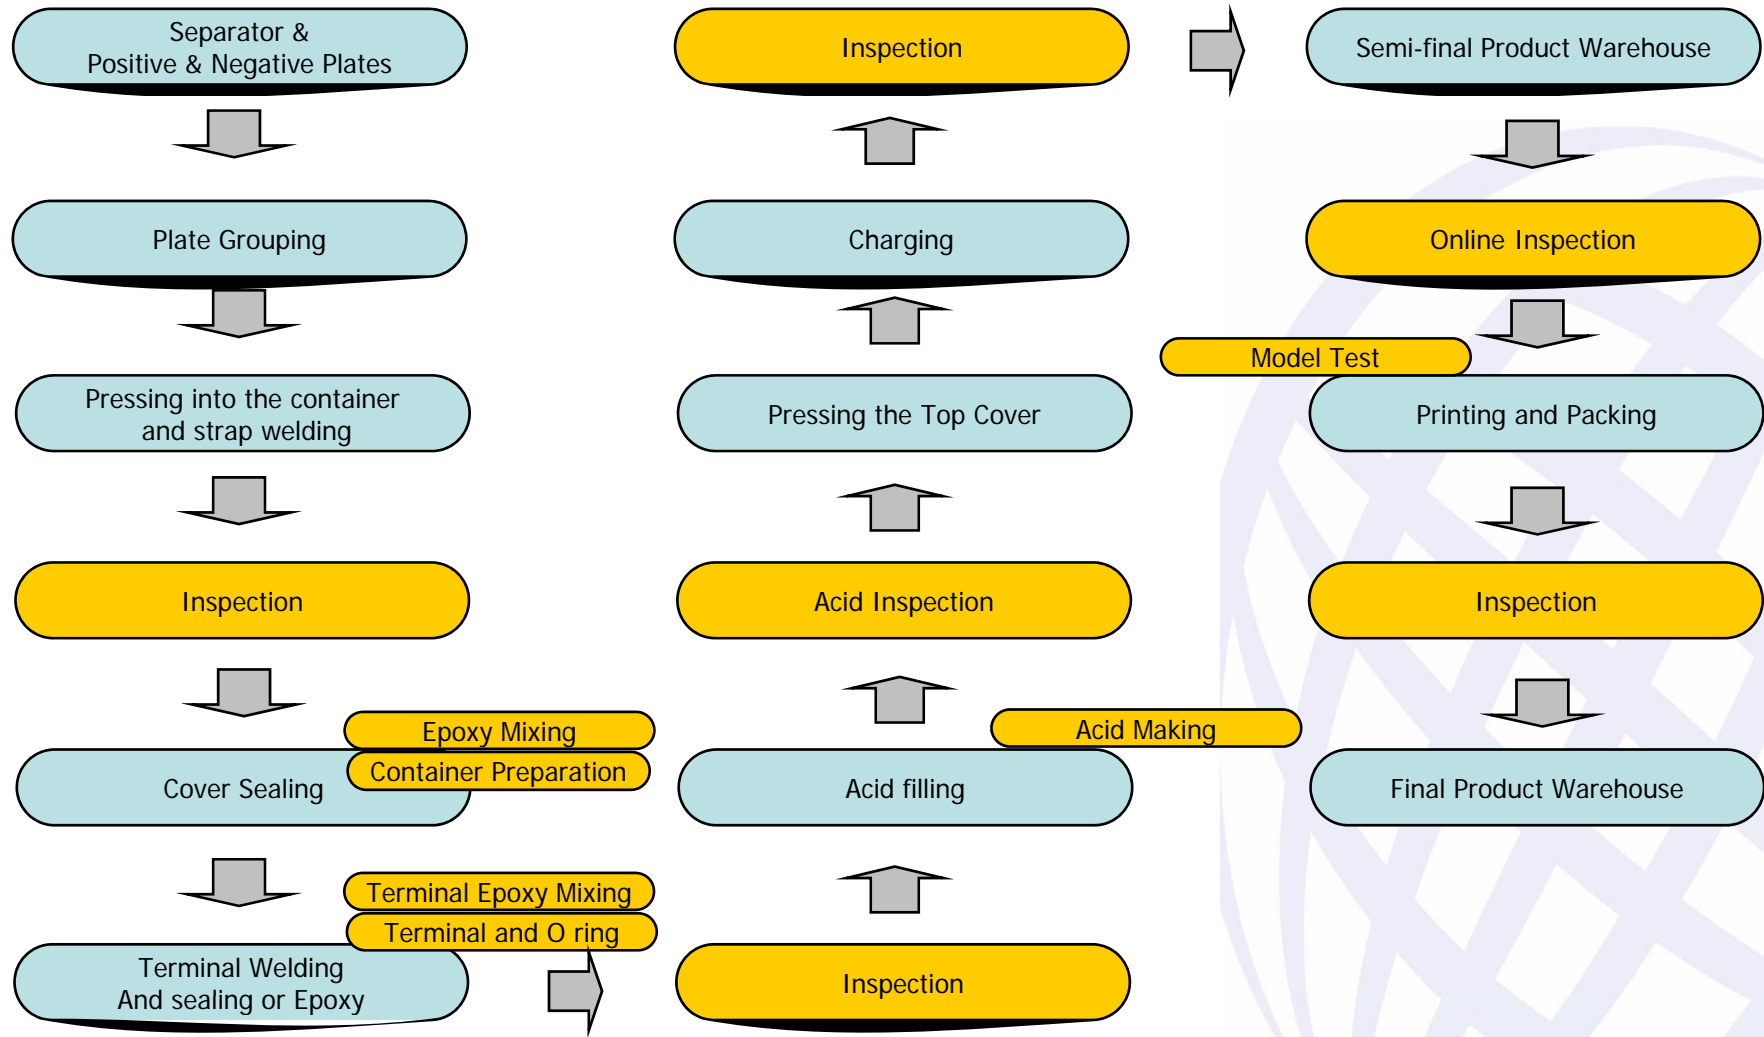 Separator &
Positive & Negative Plates
Plate Grouping
Pressing into the container
and strap welding
Inspection
Epoxy Mixing
Container Preparation
Cover Sealing
Terminal Epoxy Mixing
Terminal and O ring
Terminal Welding
And sealing or Epoxy
Inspection
Acid Making
Acid filling
Acid Inspection
Pressing the Top Cover
Charging
Inspection
Semi-final Product Warehouse
Online Inspection
Model Test
Printing and Packing
Inspection
Final Product Warehouse